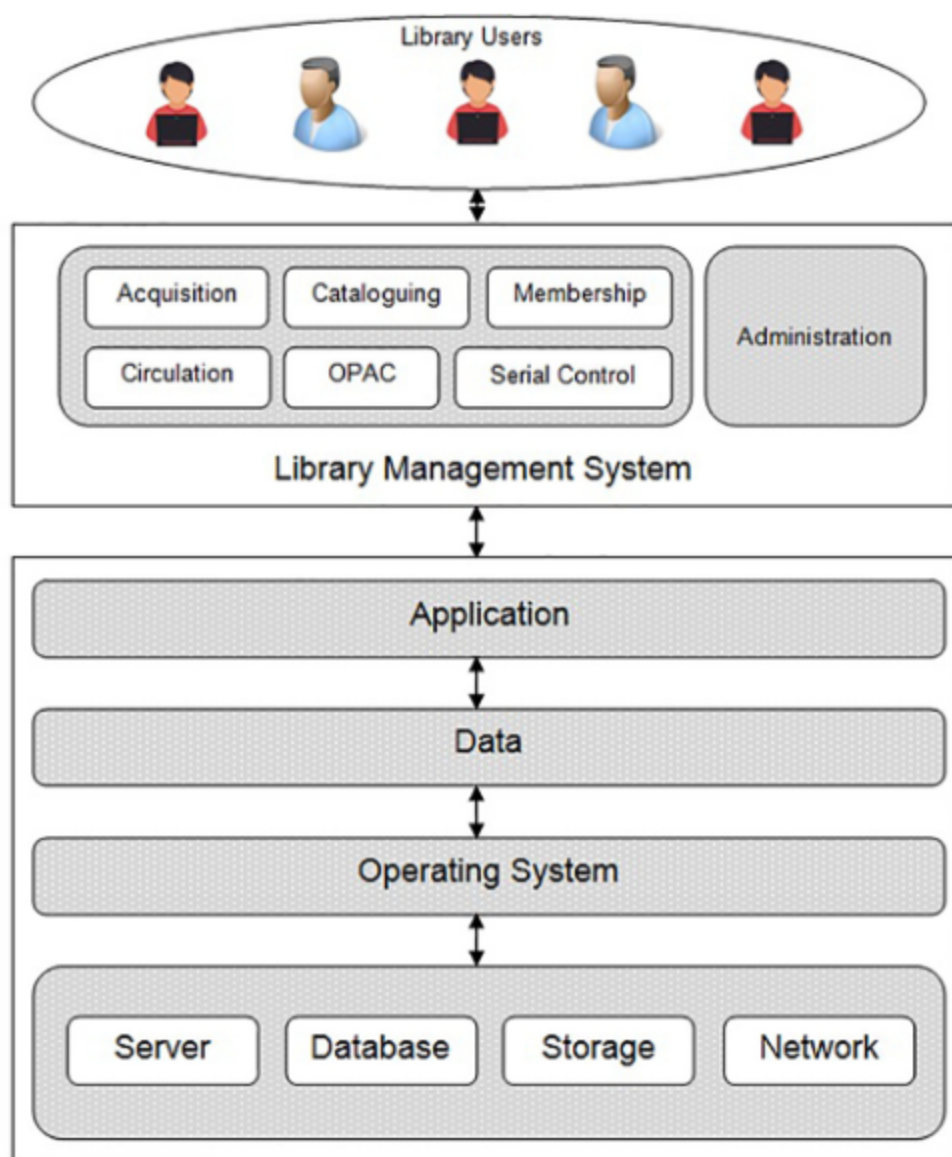 Library Users
Acquisition
Cataloguing
Membership
Circulation
OPAC
Serial Control
Administration
Library Management System
Application
Data
Operating System
Server
Database
Storage
Network